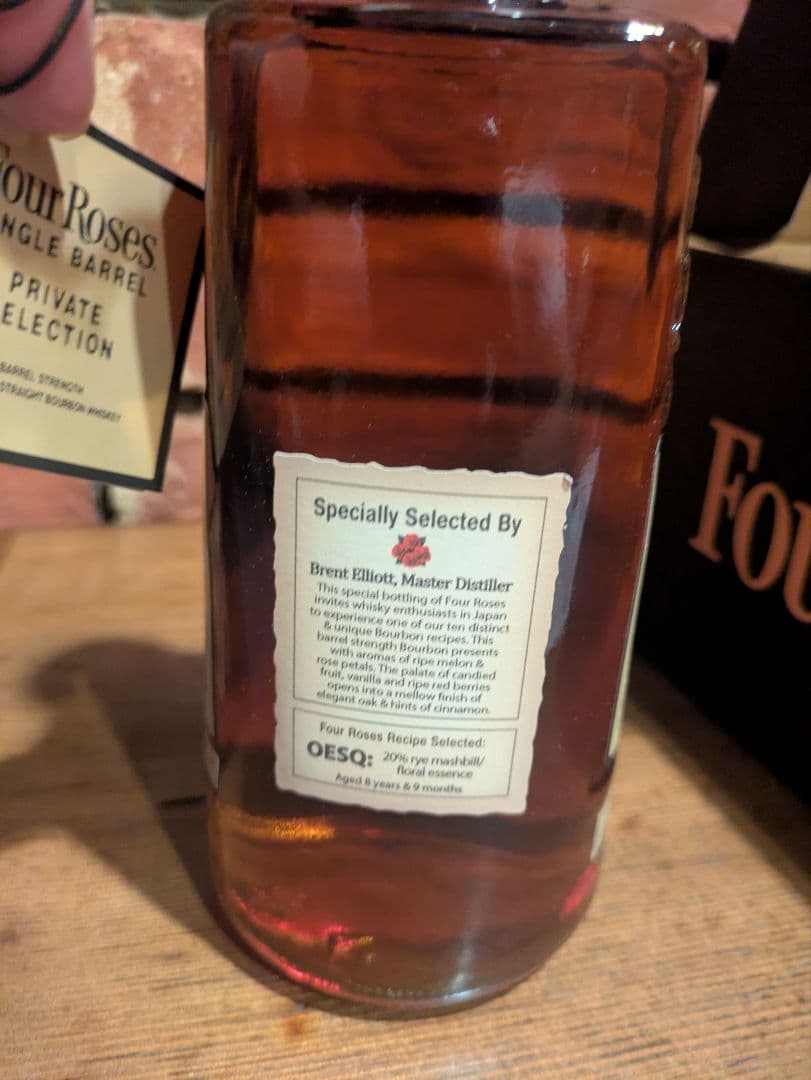 Four Roses
NGLE BARREL
PRIVATE
ELECTION
BARREL STRENGTH
STRAIGHT BOURBON WHISKEY
Specially Selected By
Brent Elliott, Master Distiller
This special bottling of Four Roses
invites whisky enthusiasts in Japan
to experience one of our ten distinct
& unique Bourbon recipes. This
barrel strength Bourbon presents
with aromas of ripe melon &
rose petals. The palate of candied
fruit, vanilla and ripe red berries
opens into a mellow finish of
elegant oak & hints of cinnamon.
Four Roses Recipe Selected:
OESQ: 20% rye mashbill/
floral essence
Aged 8 years & 9 months
FOU